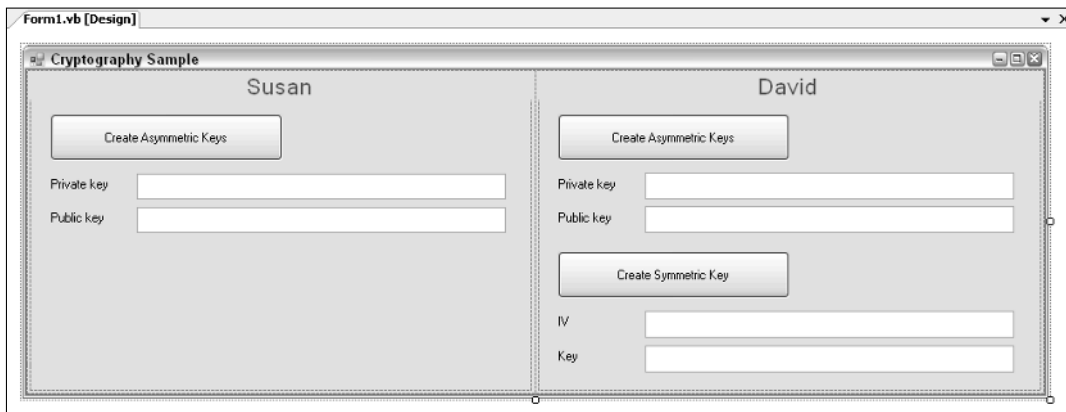 Form1.vb [Design]
Cryptography Sample
Susan
Create Asymmetric Keys
Private key
Public key
David
Create Asymmetric Keys
Private key
Public key
Create Symmetric Key
IV
Key